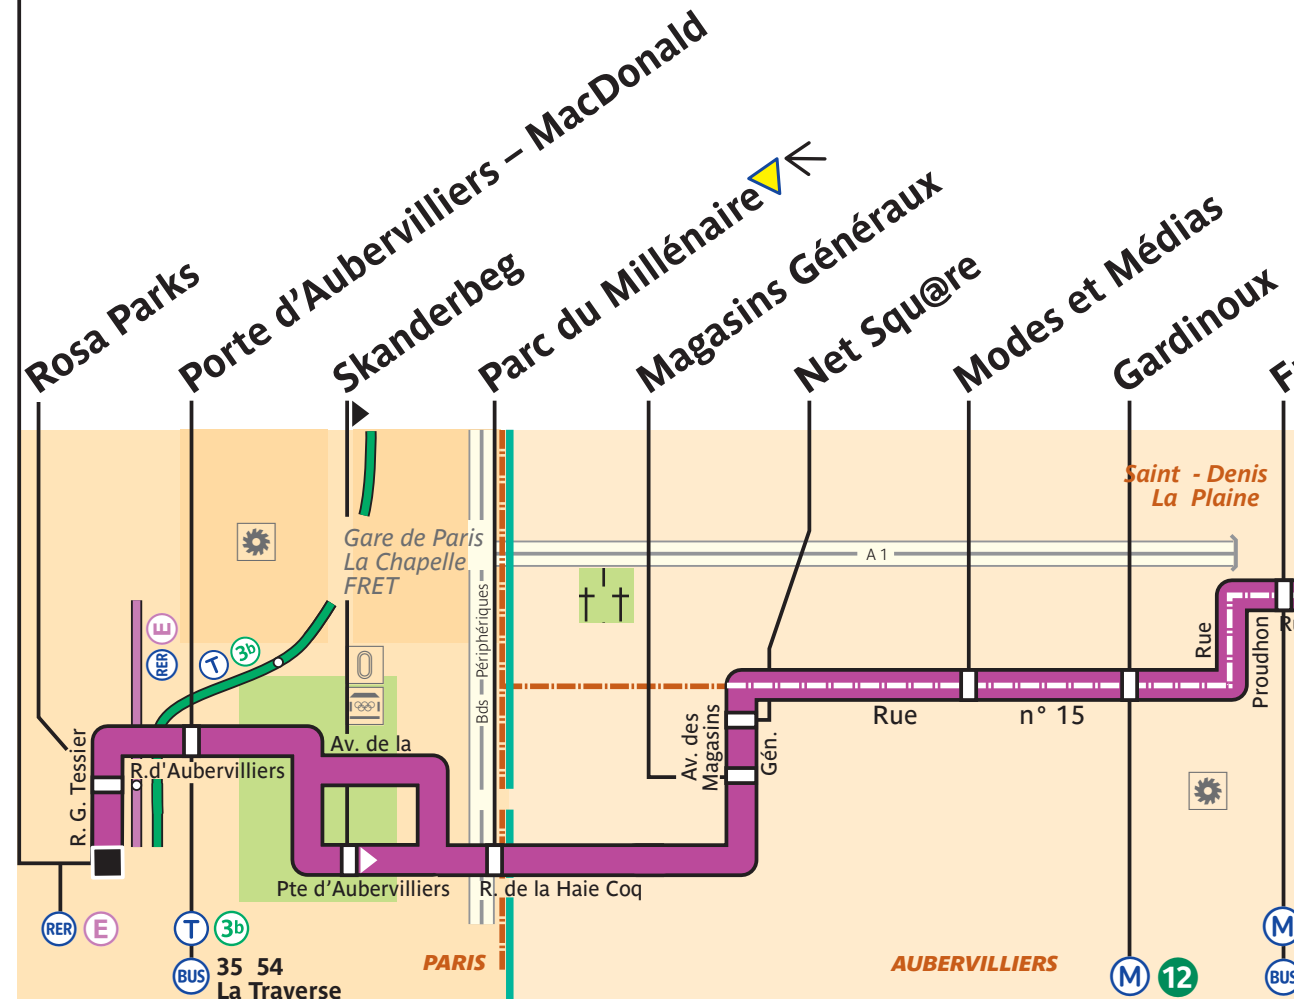 Rosa Parks
Porte d'Aubervilliers – MacDonald
Skanderbeg
Parc du Millénaire
Magasins Généraux
Net Squ@re
Modes et Médias
Gardinoux
Saint - Denis
La Plaine
Gare de Paris
La Chapelle
FRET
A 1
Bds Périphériques
E
RER
T 3b
Rue
Proudhon
Rue n° 15
Av. des
Magasins
Gén.
Av. de la
R. G. Tessier
R.d'Aubervilliers
Pte d'Aubervilliers
R. de la Haie Coq
RER E
T 3b
BUS 35 54
La Traverse
PARIS
AUBERVILLIERS
M 12
M
BUS